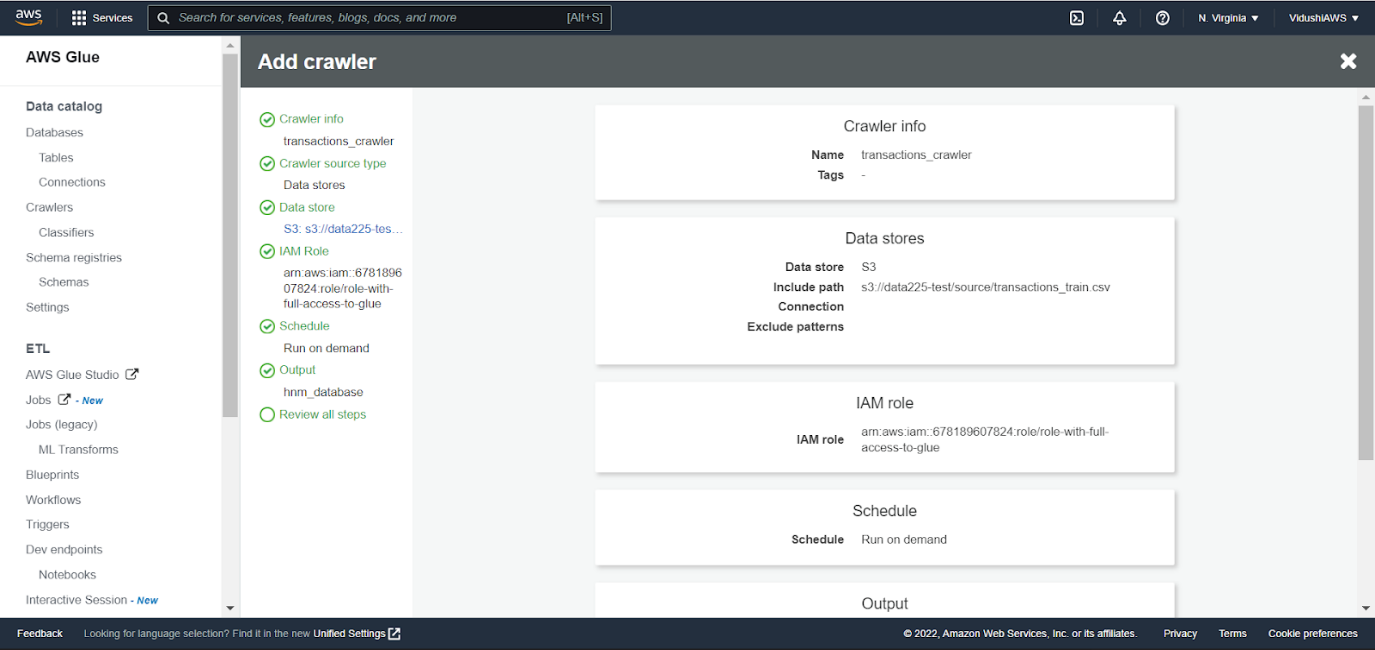 aws
Services
Search for services, features, blogs, docs, and more [Alt+S]
N. Virginia
VidushiAWS
AWS Glue
Data catalog
Databases
Tables
Connections
Crawlers
Classifiers
Schema registries
Schemas
Settings
ETL
AWS Glue Studio
Jobs - New
Jobs (legacy)
ML Transforms
Blueprints
Workflows
Triggers
Dev endpoints
Notebooks
Interactive Session - New
Add crawler
Crawler info
transactions_crawler
Crawler source type
Data stores
Data store
S3: s3://data225-tes...
IAM Role
arn:aws:iam::6781896
07824:role/role-with-
full-access-to-glue
Schedule
Run on demand
Output
hnm_database
Review all steps
Crawler info
Name transactions_crawler
Tags -
Data stores
Data store S3
Include path s3://data225-test/source/transactions_train.csv
Connection
Exclude patterns
IAM role
IAM role arn:aws:iam::678189607824:role/role-with-full-
access-to-glue
Schedule
Schedule Run on demand
Output
Feedback Looking for language selection? Find it in the new Unified Settings
© 2022, Amazon Web Services, Inc. or its affiliates. Privacy Terms Cookie preferences